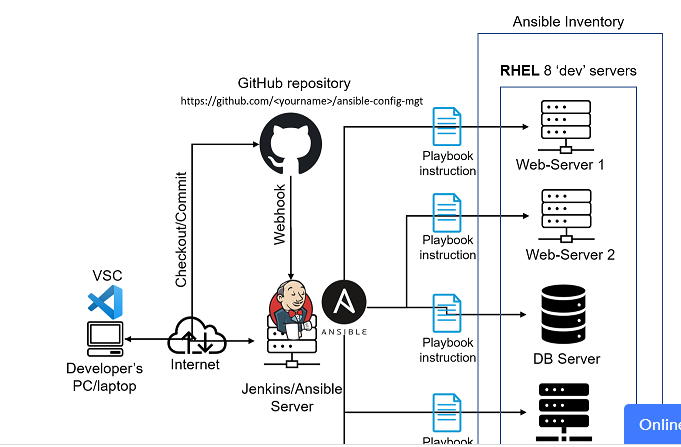 Ansible Inventory
RHEL 8 ‘dev’ servers
GitHub repository
https://github.com/<yourname>/ansible-config-mgt
Playbook
instruction
Web-Server 1
Checkout/Commit
Webhook
Playbook
instruction
Web-Server 2
VSC
ANSIBLE
Playbook
instruction
DB Server
Internet
Developer’s
PC/laptop
Jenkins/Ansible
Server
Playbook
Online